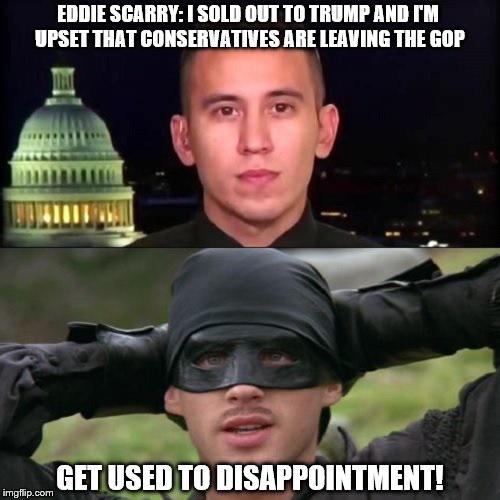 EDDIE SCARRY: I SOLD OUT TO TRUMP AND I'M
UPSET THAT CONSERVATIVES ARE LEAVING THE GOP
GET USED TO DISAPPOINTMENT!
imgflip.com